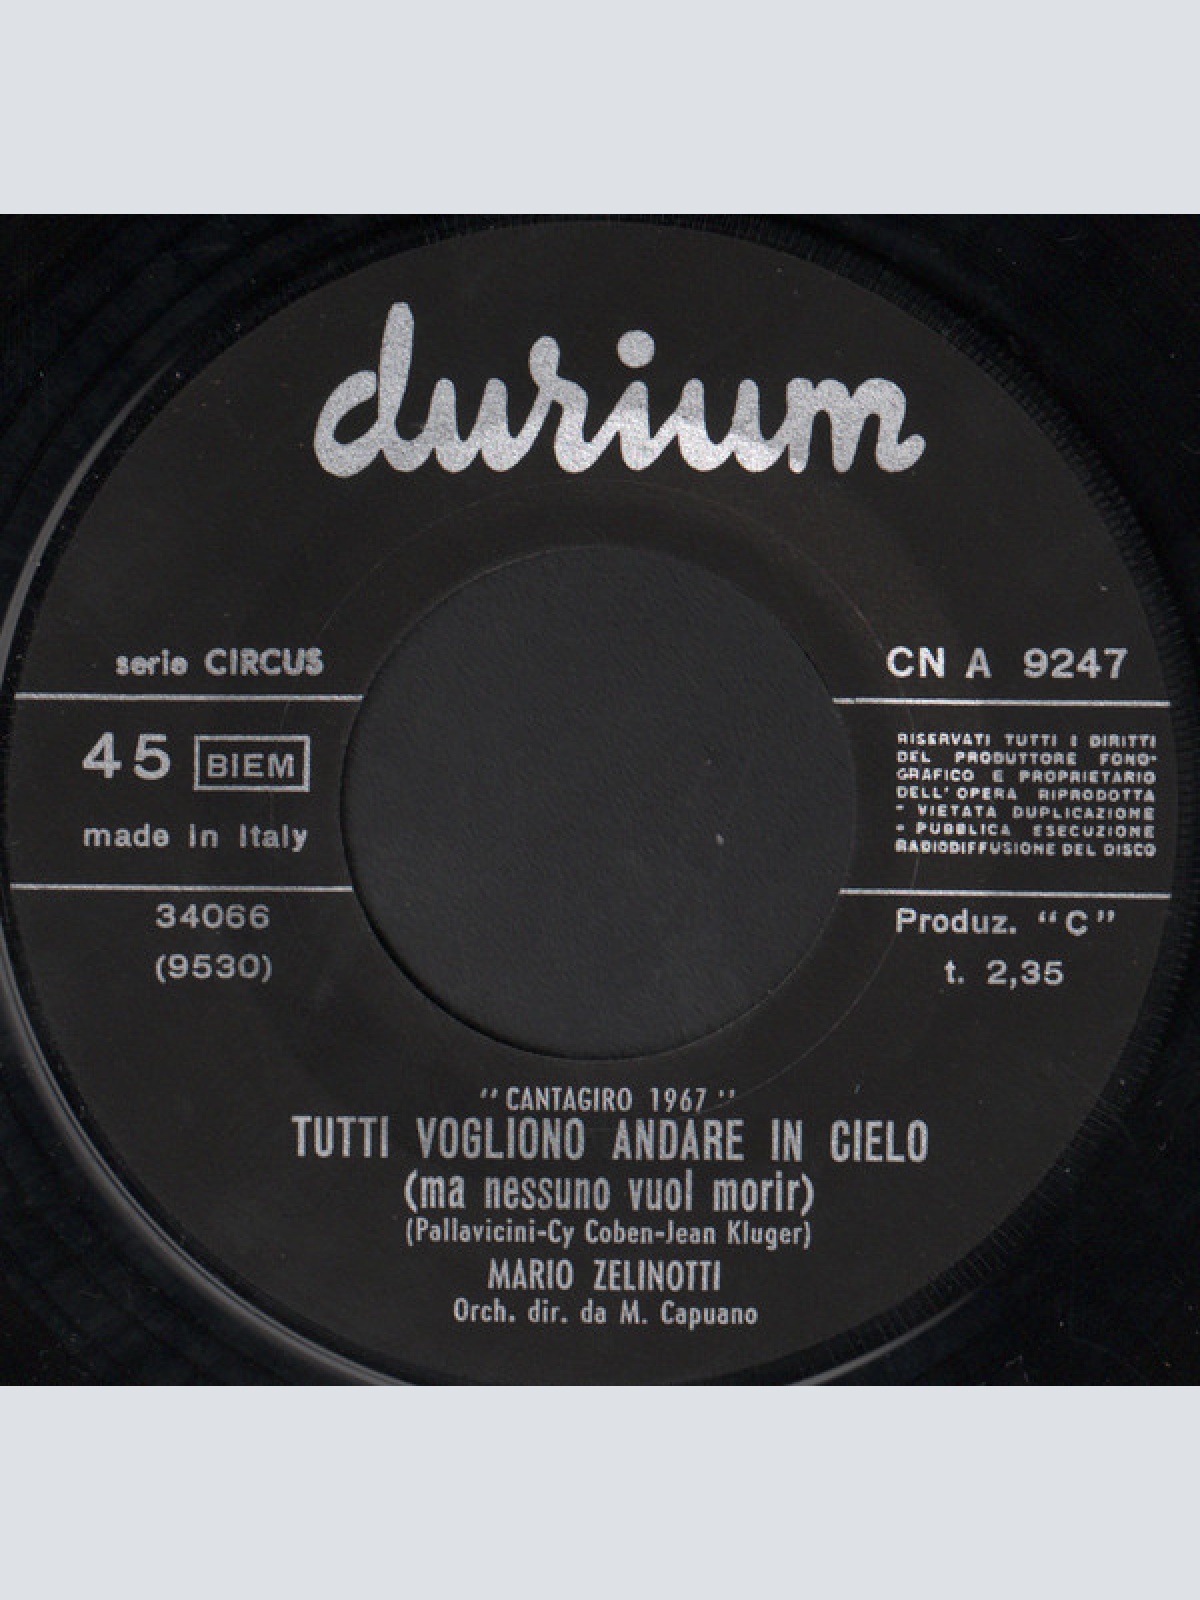 durium
serie CIRCUS
CN A 9247
45 BIEM
made in Italy
RISERVATI TUTTI I DIRITTI
DEL PRODUTTORE FONO-
GRAFICO E PROPRIETARIO
DELL'OPERA RIPRODOTTA
- VIETATA DUPLICAZIONE
- PUBBLICA ESECUZIONE
RADIODIFFUSIONE DEL DISCO
34066
(9530)
Produz. "C"
t. 2,35
"CANTAGIRO 1967"
TUTTI VOGLIONO ANDARE IN CIELO
(ma nessuno vuol morir)
(Pallavicini-Cy Coben-Jean Kluger)
MARIO ZELINOTTI
Orch. dir. da M. Capuano